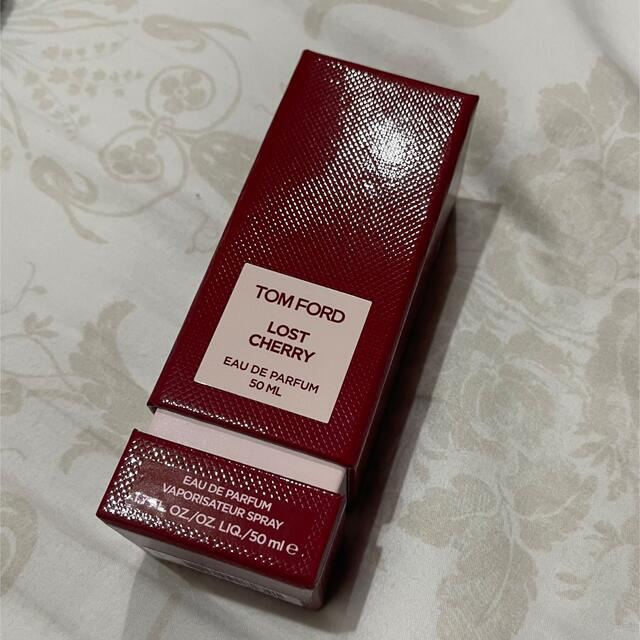 TOM FORD
LOST
CHERRY
EAU DE PARFUM
50 ML
EAU DE PARFUM
VAPORISATEUR SPRAY
OZ/OZ. LIQ./50 ml e